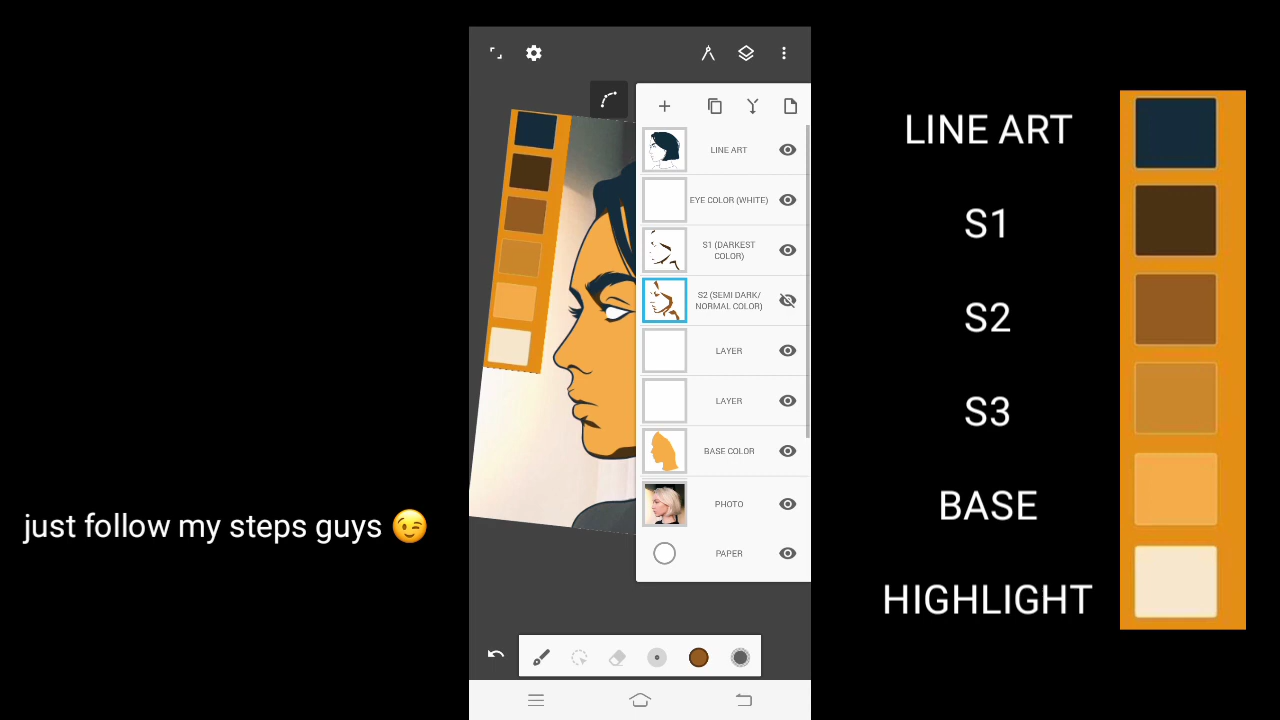 just follow my steps guys 😉
LINE ART
EYE COLOR (WHITE)
S1 (DARKEST
COLOR)
S2 (SEMI DARK/
NORMAL COLOR)
LAYER
LAYER
BASE COLOR
PHOTO
PAPER
LINE ART
S1
S2
S3
BASE
HIGHLIGHT